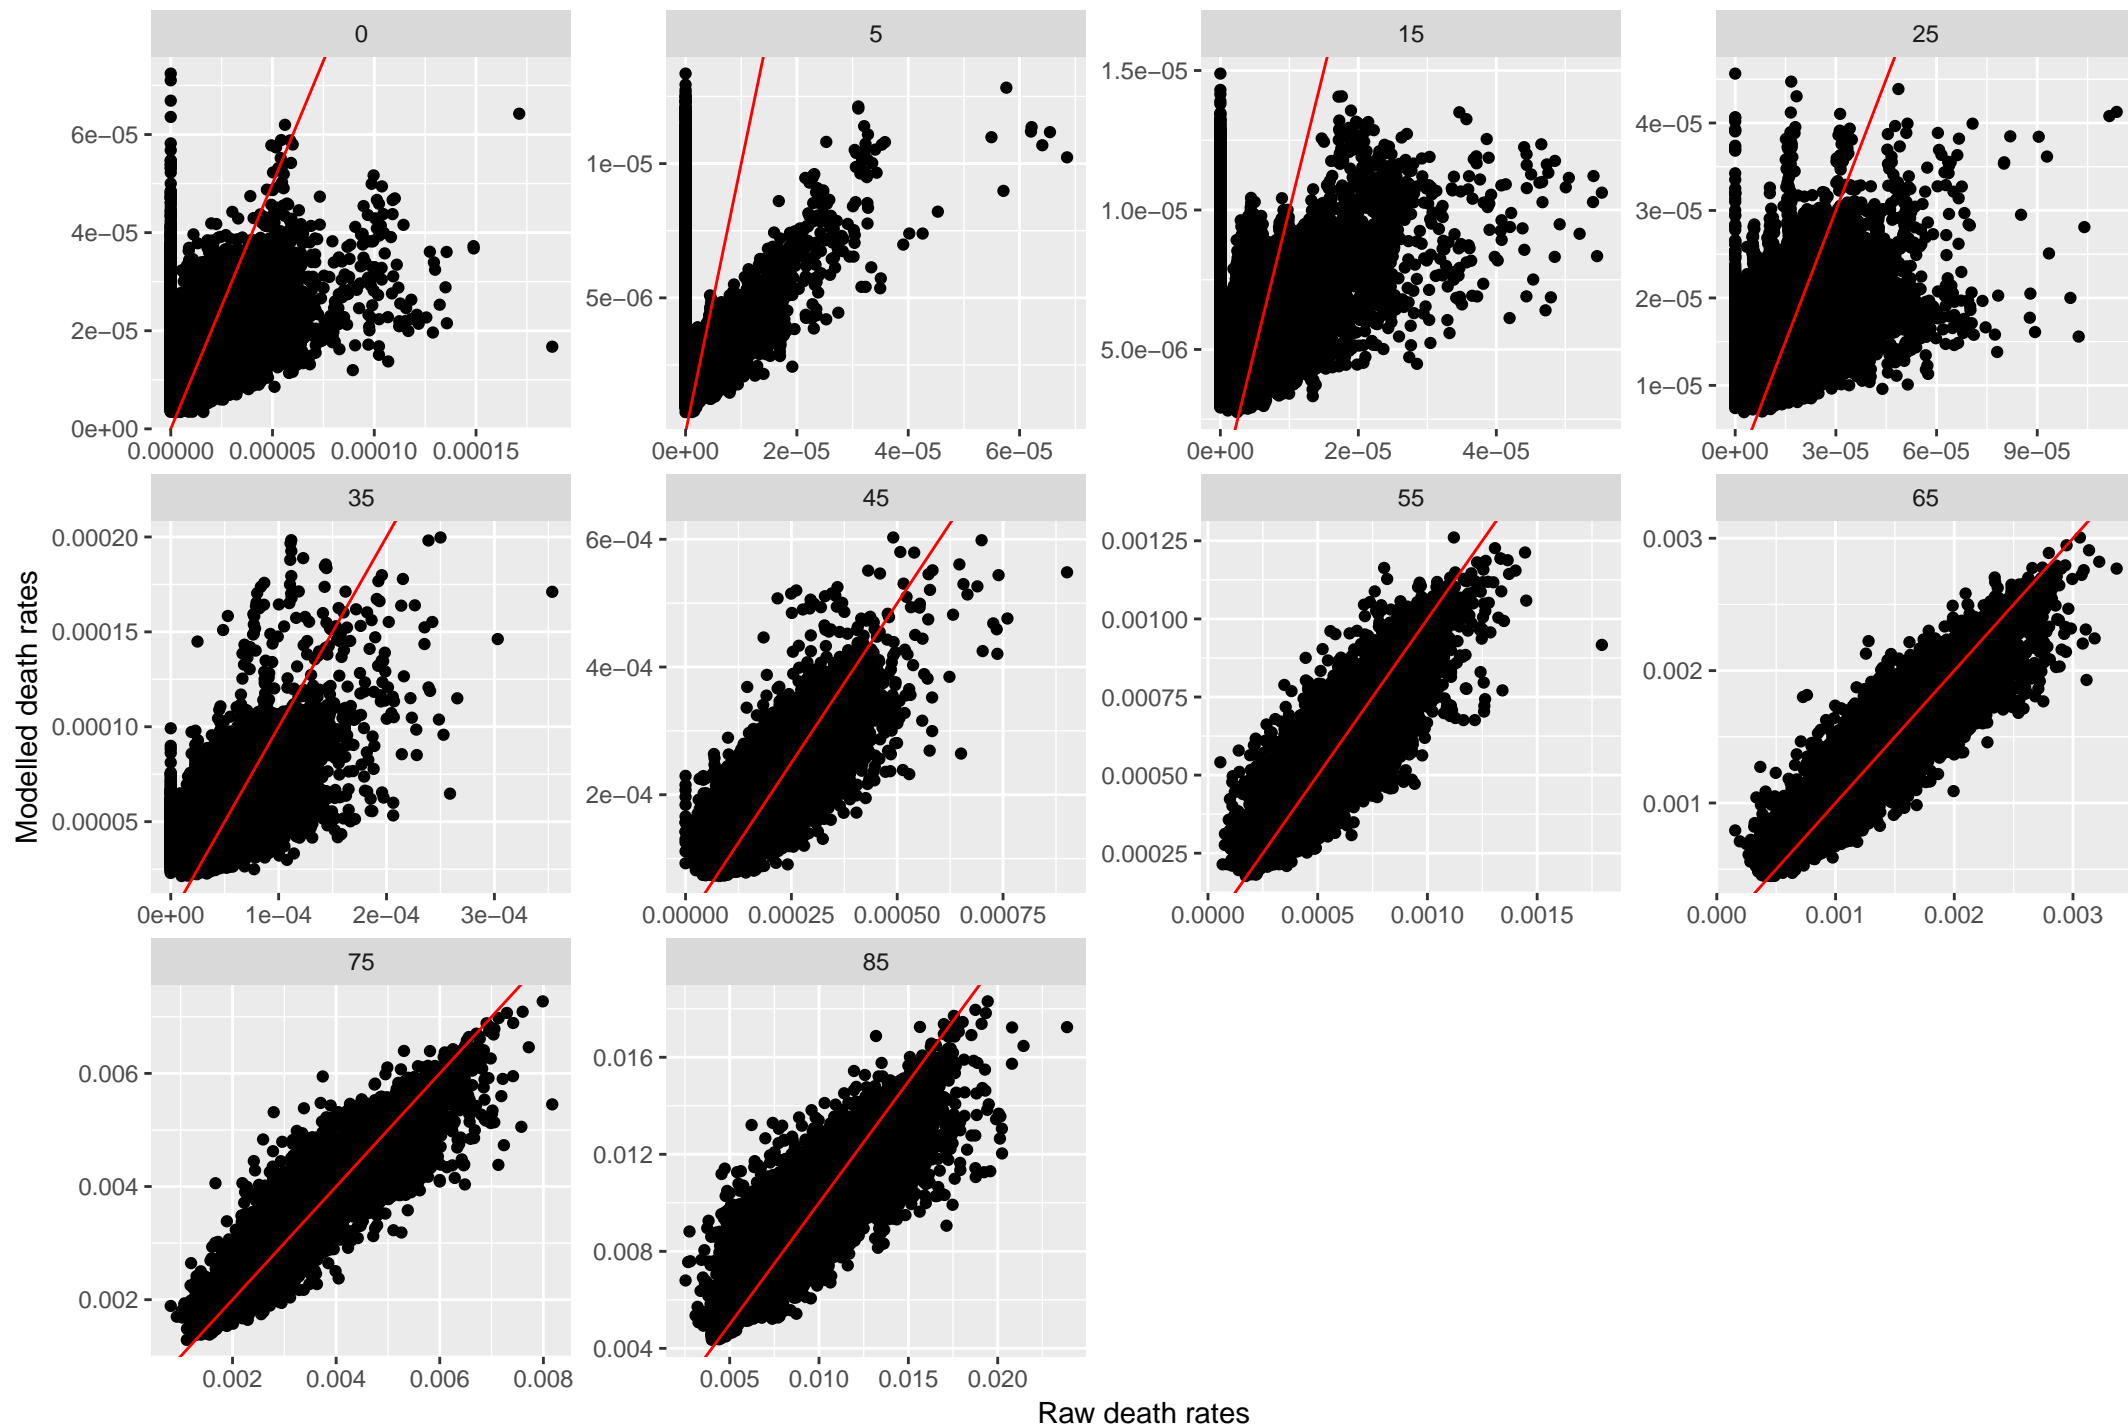 0 5 15 25
6e−05
4e−05
2e−05
0e+00
0.00000 0.00005 0.00010 0.00015
1e−05
5e−06
0e+00 2e−05 4e−05 6e−05
1.5e−05
1.0e−05
5.0e−06
0e+00 2e−05 4e−05
4e−05
3e−05
2e−05
1e−05
0e+00 3e−05 6e−05 9e−05
35 45 55 65
0.00020
0.00015
0.00010
0.00005
0e+00 1e−04 2e−04 3e−04
6e−04
4e−04
2e−04
0.00000 0.00025 0.00050 0.00075
0.00125
0.00100
0.00075
0.00050
0.00025
0.0000 0.0005 0.0010 0.0015
0.003
0.002
0.001
0.000 0.001 0.002 0.003
75 85
0.006
0.004
0.002
0.002 0.004 0.006 0.008
0.016
0.012
0.008
0.004
0.005 0.010 0.015 0.020
Modelled death rates
Raw death rates